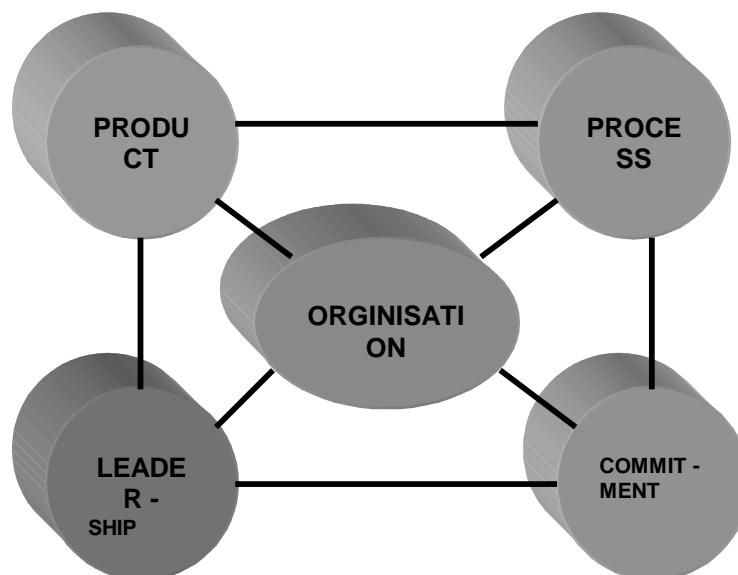 PRODU
CT
PROCE
SS
ORGINISATI
ON
LEADE
R -
SHIP
COMMIT -
MENT